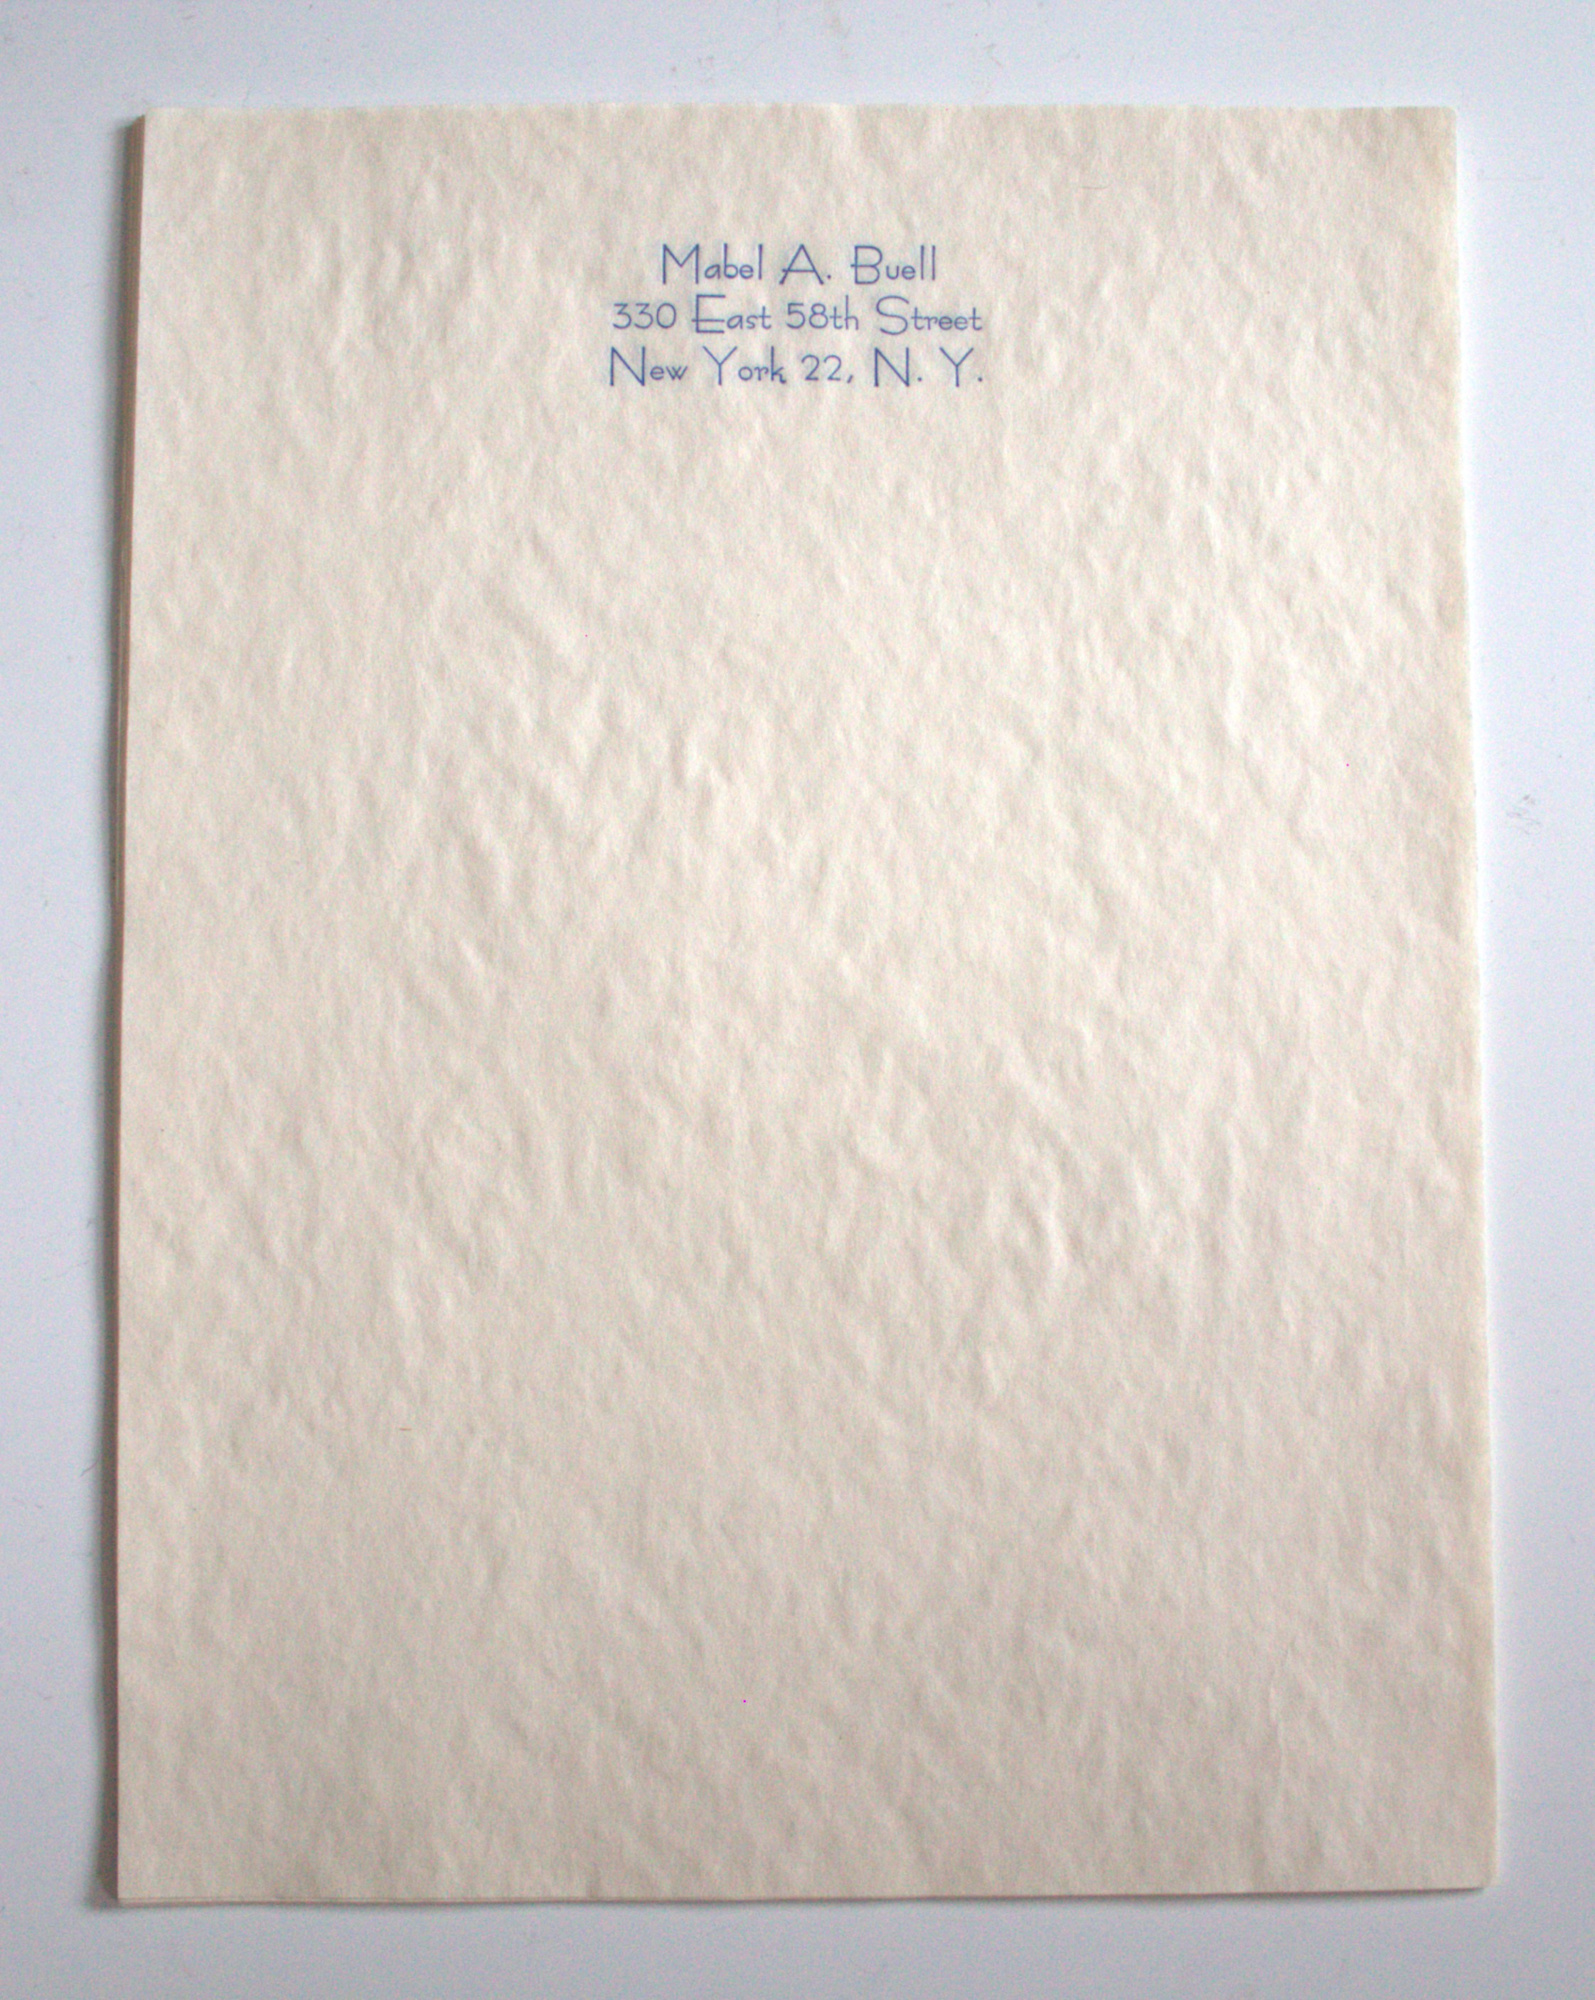 Mabel A. Buell
330 East 58th Street
New York 22, N. Y.